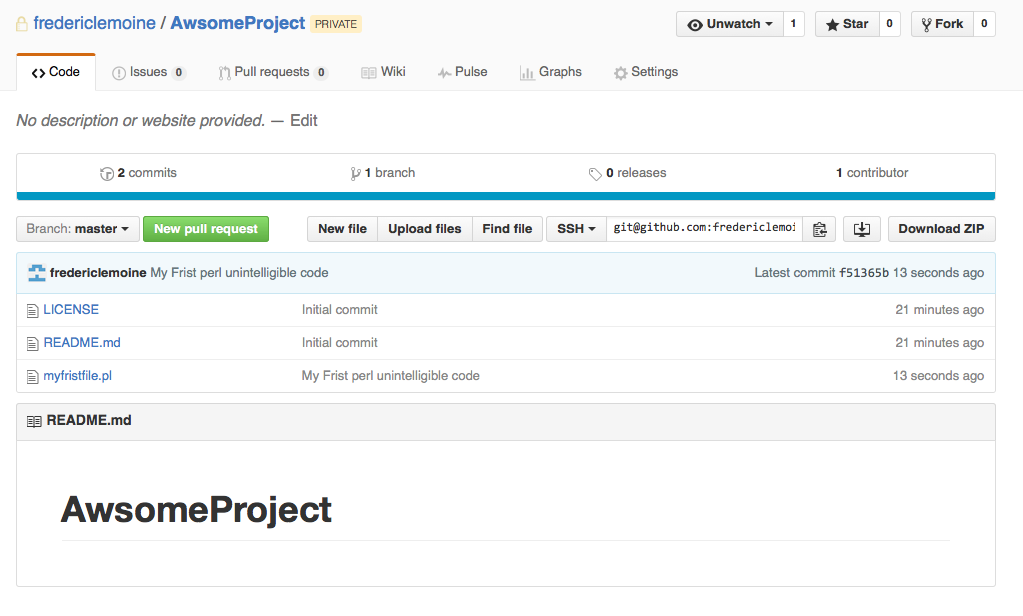 fredericlemoine / AwsomeProject PRIVATE Unwatch 1 Star 0 Fork 0
Code Issues 0 Pull requests 0 Wiki Pulse Graphs Settings
No description or website provided. — Edit
2 commits 1 branch 0 releases 1 contributor
Branch: master New pull request New file Upload files Find file SSH git@github.com:fredericlemoi Download ZIP
fredericlemoine My Frist perl unintelligible code Latest commit f51365b 13 seconds ago
LICENSE Initial commit 21 minutes ago
README.md Initial commit 21 minutes ago
myfristfile.pl My Frist perl unintelligible code 13 seconds ago
README.md
AwsomeProject